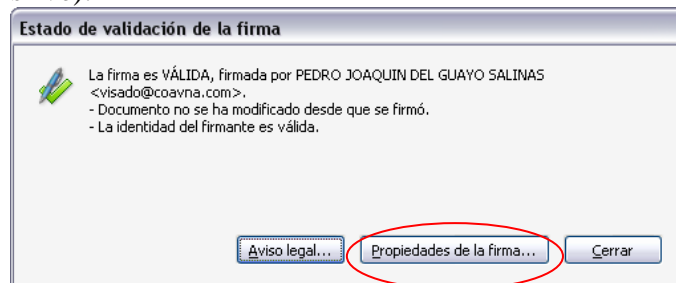 Estado de validación de la firma
La firma es VÁLIDA, firmada por PEDRO JOAQUIN DEL GUAYO SALINAS
<visado@coavna.com>.
- Documento no se ha modificado desde que se firmó.
- La identidad del firmante es válida.
Aviso legal... Propiedades de la firma... Cerrar